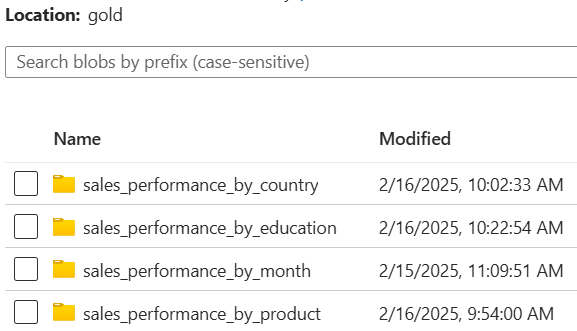 Location: gold
Search blobs by prefix (case-sensitive)
Name Modified
sales_performance_by_country 2/16/2025, 10:02:33 AM
sales_performance_by_education 2/16/2025, 10:22:54 AM
sales_performance_by_month 2/15/2025, 11:09:51 AM
sales_performance_by_product 2/16/2025, 9:54:00 AM